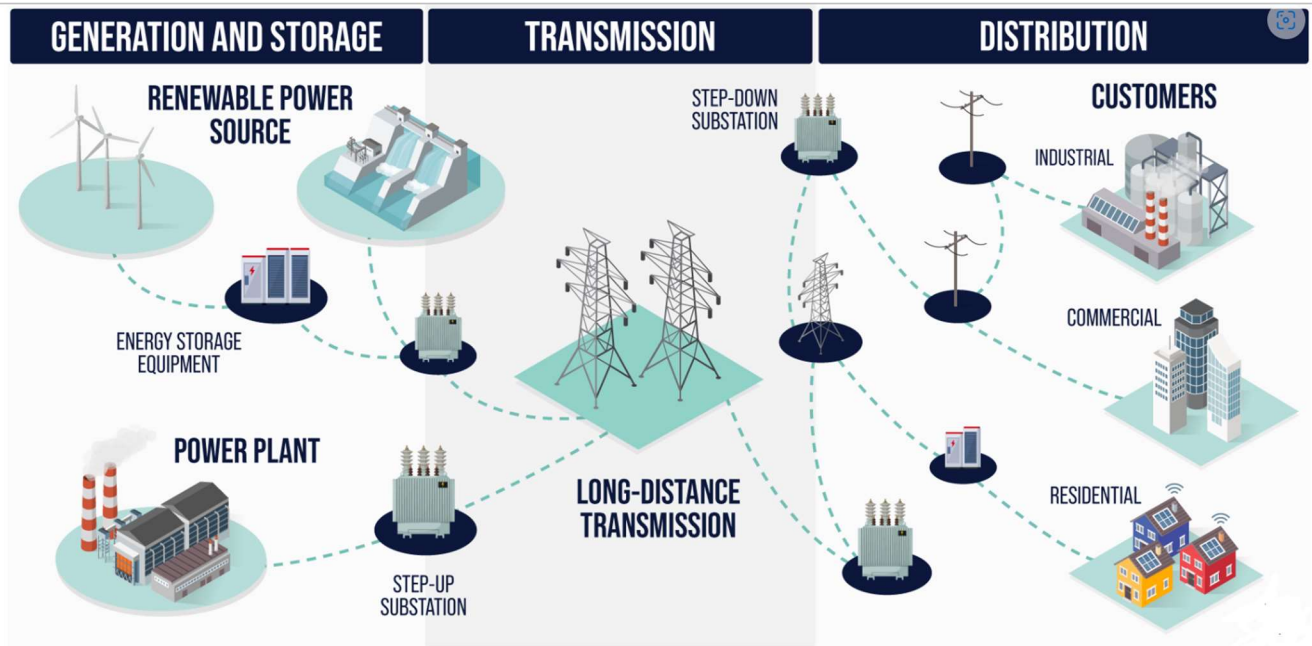 GENERATION AND STORAGE
TRANSMISSION
DISTRIBUTION
RENEWABLE POWER
SOURCE
ENERGY STORAGE
EQUIPMENT
POWER PLANT
STEP-UP
SUBSTATION
LONG-DISTANCE
TRANSMISSION
STEP-DOWN
SUBSTATION
CUSTOMERS
INDUSTRIAL
COMMERCIAL
RESIDENTIAL